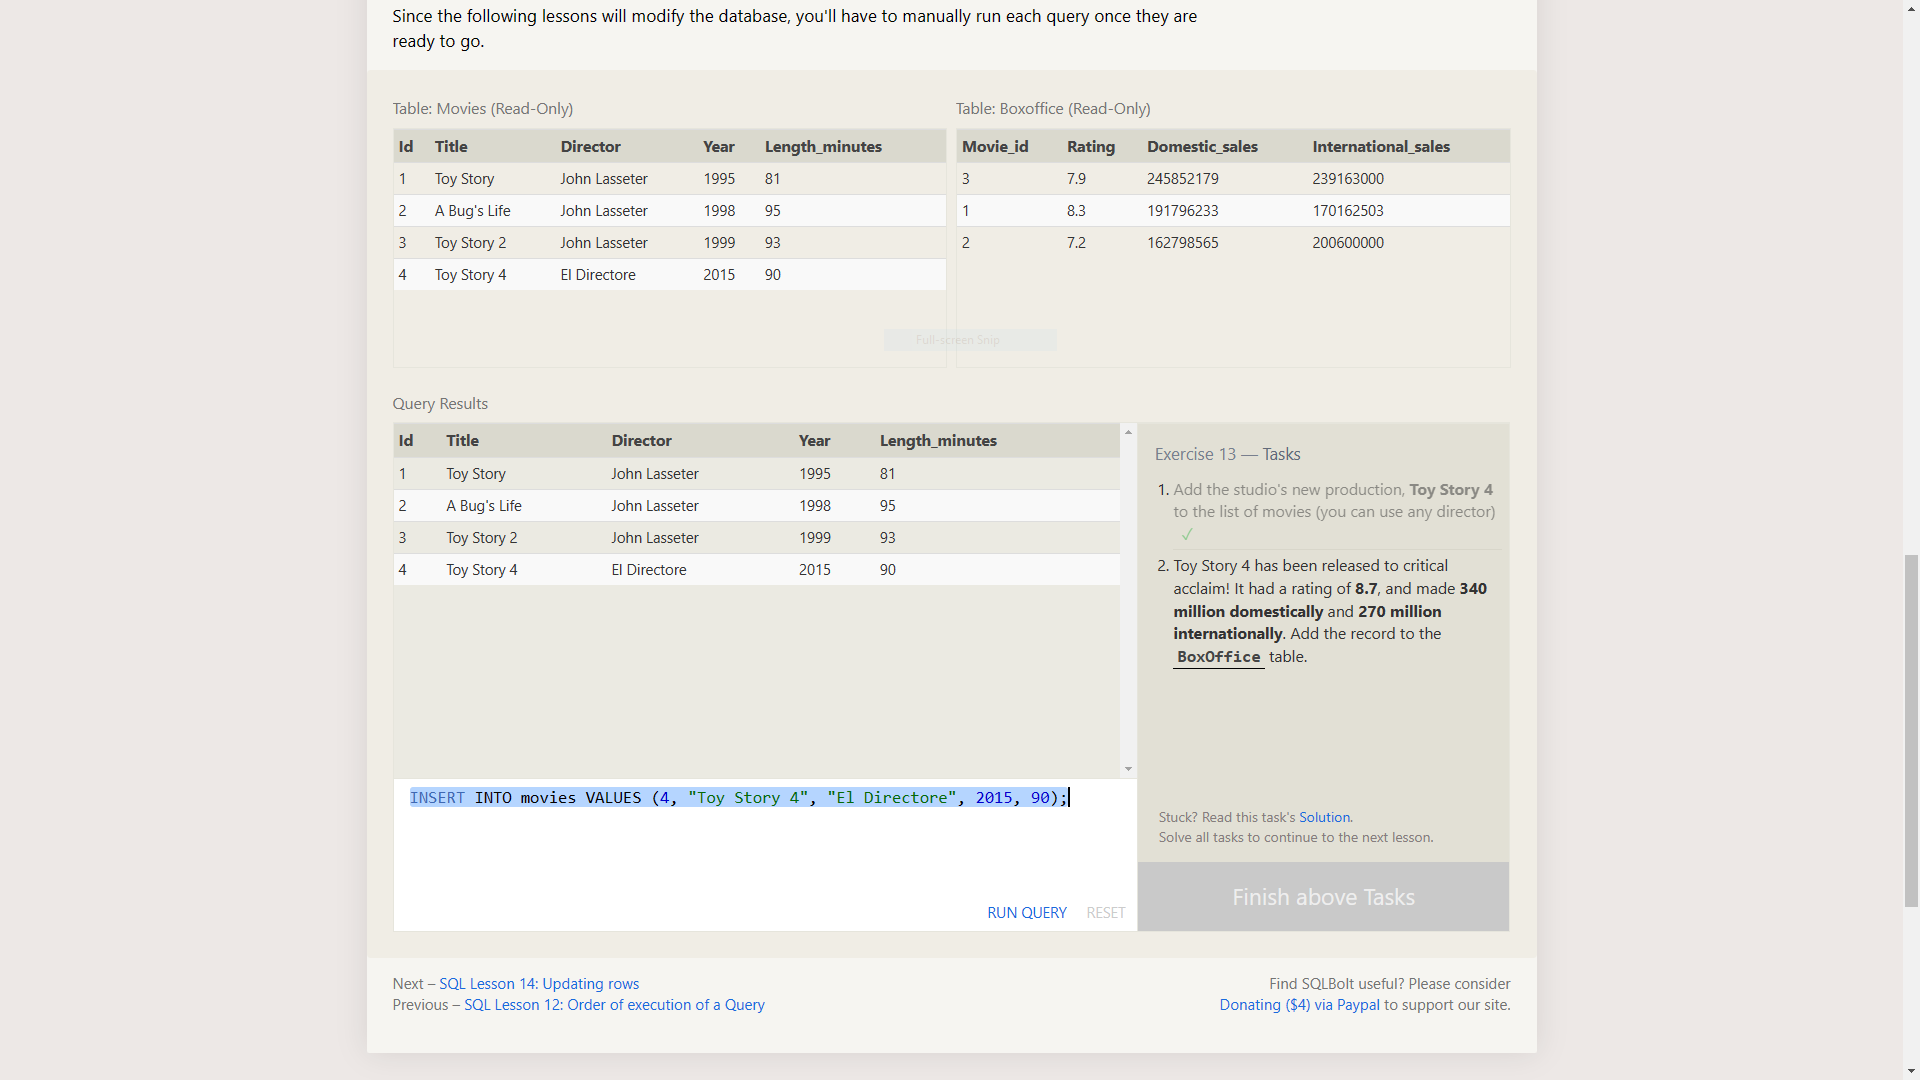 Since the following lessons will modify the database, you'll have to manually run each query once they are
ready to go.
Table: Movies (Read-Only)
Id Title Director Year Length_minutes
1 Toy Story John Lasseter 1995 81
2 A Bug's Life John Lasseter 1998 95
3 Toy Story 2 John Lasseter 1999 93
4 Toy Story 4 El Directore 2015 90
Table: Boxoffice (Read-Only)
Movie_id Rating Domestic_sales International_sales
3 7.9 245852179 239163000
1 8.3 191796233 170162503
2 7.2 162798565 200600000
Full-screen Snip
Query Results
Id Title Director Year Length_minutes
1 Toy Story John Lasseter 1995 81
2 A Bug's Life John Lasseter 1998 95
3 Toy Story 2 John Lasseter 1999 93
4 Toy Story 4 El Directore 2015 90
INSERT INTO movies VALUES (4, "Toy Story 4", "El Directore", 2015, 90);
RUN QUERY RESET
Exercise 13 — Tasks
1. Add the studio's new production, Toy Story 4
to the list of movies (you can use any director)
✓
2. Toy Story 4 has been released to critical
acclaim! It had a rating of 8.7, and made 340
million domestically and 270 million
internationally. Add the record to the
BoxOffice table.
Stuck? Read this task's Solution.
Solve all tasks to continue to the next lesson.
Finish above Tasks
Next – SQL Lesson 14: Updating rows
Previous – SQL Lesson 12: Order of execution of a Query
Find SQLBolt useful? Please consider
Donating ($4) via Paypal to support our site.